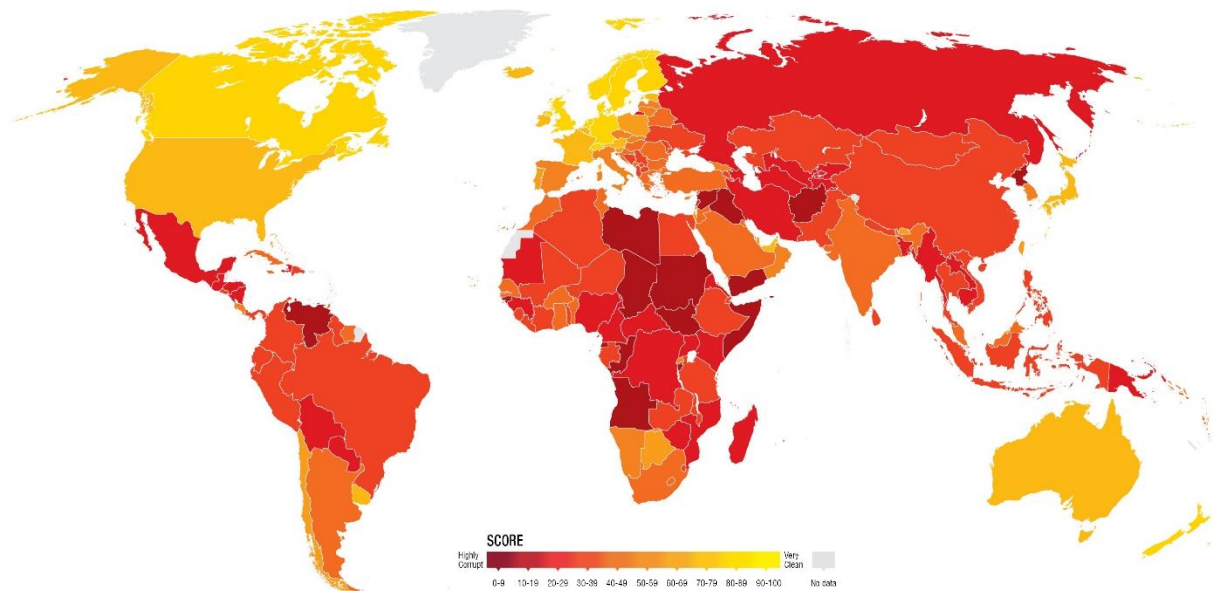 SCORE
Highly
Corrupt
Very
Clean
0-9 10-19 20-29 30-39 40-49 50-59 60-69 70-79 80-89 90-100 No data